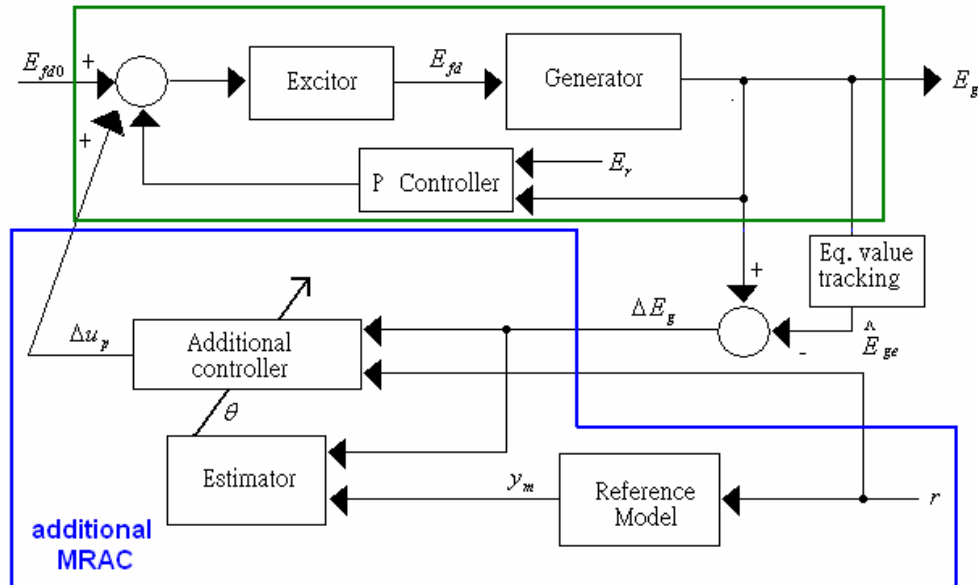 E_fd0
+
Excitor
E_fd
Generator
E_g
+
P Controller
E_r
Eq. value
tracking
+
-
Ê_ge
ΔE_g
Δu_p
Additional
controller
θ
Estimator
y_m
Reference
Model
r
additional
MRAC